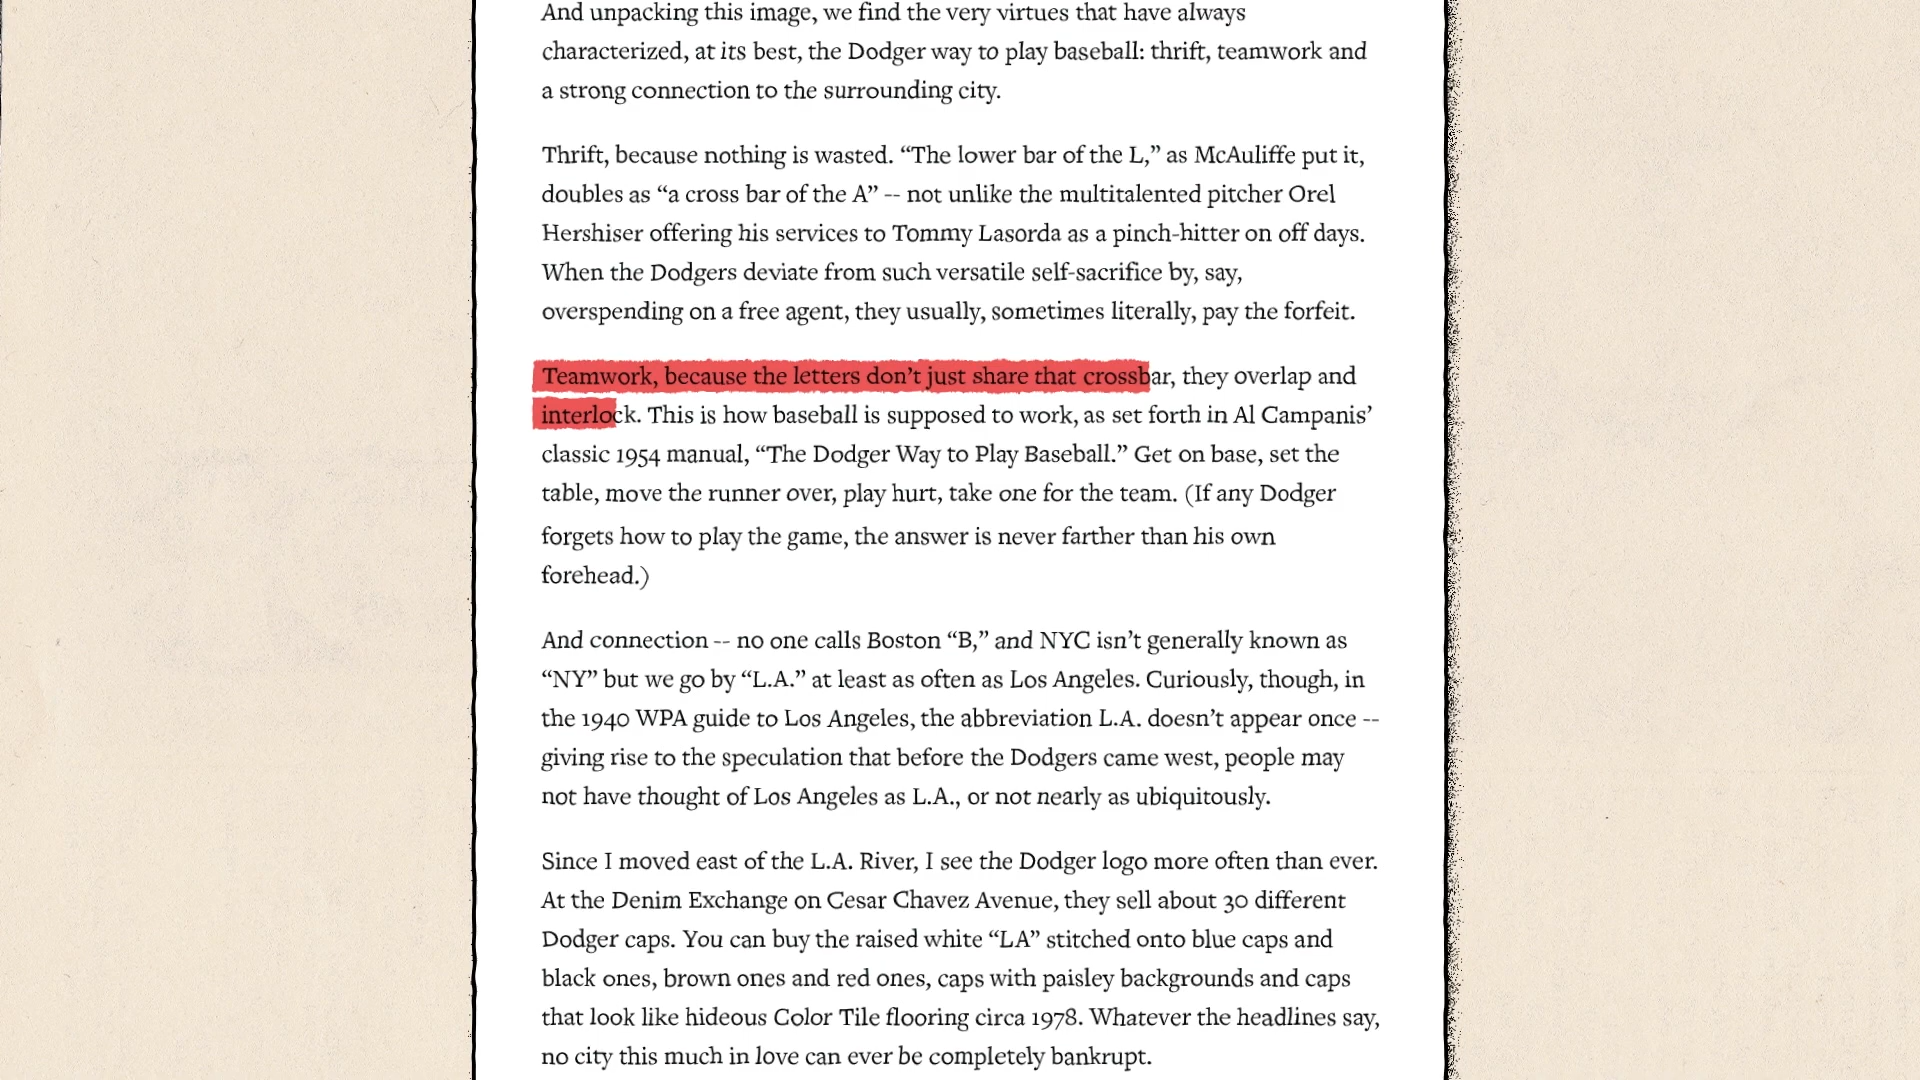 And unpacking this image, we find the very virtues that have always
characterized, at its best, the Dodger way to play baseball: thrift, teamwork and
a strong connection to the surrounding city.
Thrift, because nothing is wasted. “The lower bar of the L,” as McAuliffe put it,
doubles as “a cross bar of the A” -- not unlike the multitalented pitcher Orel
Hershiser offering his services to Tommy Lasorda as a pinch-hitter on off days.
When the Dodgers deviate from such versatile self-sacrifice by, say,
overspending on a free agent, they usually, sometimes literally, pay the forfeit.
Teamwork, because the letters don’t just share that crossbar, they overlap and
interlock. This is how baseball is supposed to work, as set forth in Al Campanis’
classic 1954 manual, “The Dodger Way to Play Baseball.” Get on base, set the
table, move the runner over, play hurt, take one for the team. (If any Dodger
forgets how to play the game, the answer is never farther than his own
forehead.)
And connection -- no one calls Boston “B,” and NYC isn’t generally known as
“NY” but we go by “L.A.” at least as often as Los Angeles. Curiously, though, in
the 1940 WPA guide to Los Angeles, the abbreviation L.A. doesn’t appear once --
giving rise to the speculation that before the Dodgers came west, people may
not have thought of Los Angeles as L.A., or not nearly as ubiquitously.
Since I moved east of the L.A. River, I see the Dodger logo more often than ever.
At the Denim Exchange on Cesar Chavez Avenue, they sell about 30 different
Dodger caps. You can buy the raised white “LA” stitched onto blue caps and
black ones, brown ones and red ones, caps with paisley backgrounds and caps
that look like hideous Color Tile flooring circa 1978. Whatever the headlines say,
no city this much in love can ever be completely bankrupt.